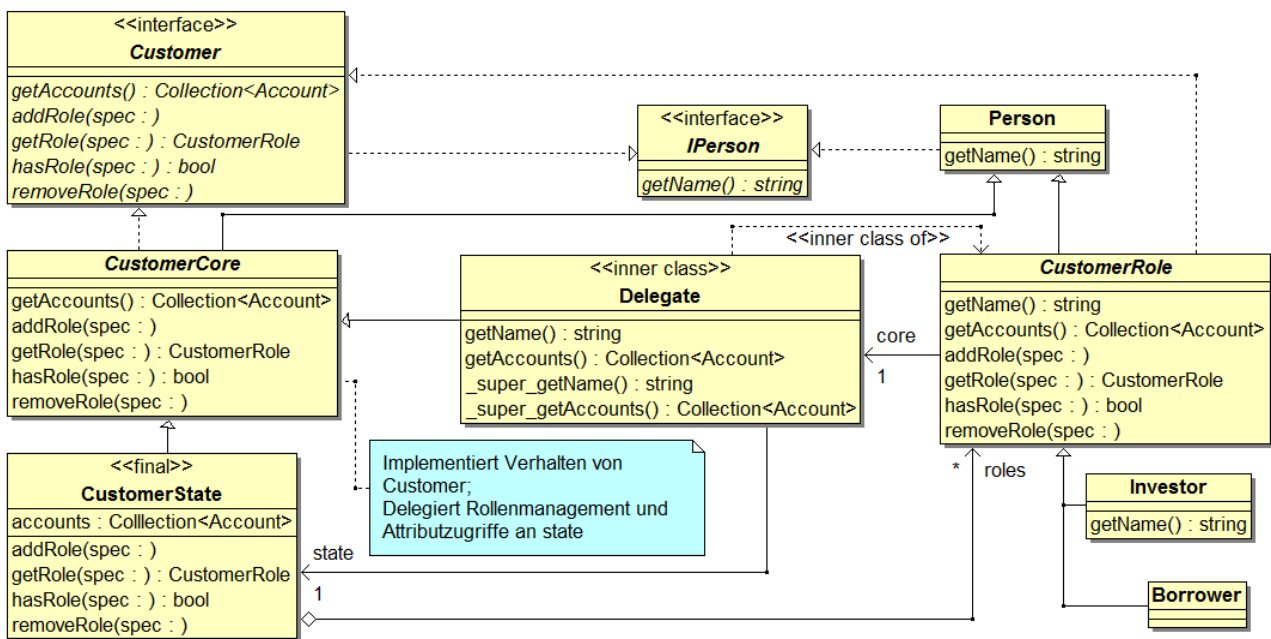 <<interface>>
Customer
getAccounts() : Collection<Account>
addRole(spec : )
getRole(spec : ) : CustomerRole
hasRole(spec : ) : bool
removeRole(spec : )
<<interface>>
IPerson
getName() : string
Person
getName() : string
<<inner class of>>
CustomerCore
getAccounts() : Collection<Account>
addRole(spec : )
getRole(spec : ) : CustomerRole
hasRole(spec : ) : bool
removeRole(spec : )
<<inner class>>
Delegate
getName() : string
getAccounts() : Collection<Account>
_super_getName() : string
_super_getAccounts() : Collection<Account>
core
1
CustomerRole
getName() : string
getAccounts() : Collection<Account>
addRole(spec : )
getRole(spec : ) : CustomerRole
hasRole(spec : ) : bool
removeRole(spec : )
<<final>>
CustomerState
accounts : Colllection<Account>
addRole(spec : )
getRole(spec : ) : CustomerRole
hasRole(spec : ) : bool
removeRole(spec : )
Implementiert Verhalten von
Customer;
Delegiert Rollenmanagement und
Attributzugriffe an state
state
1
* roles
Investor
getName() : string
Borrower